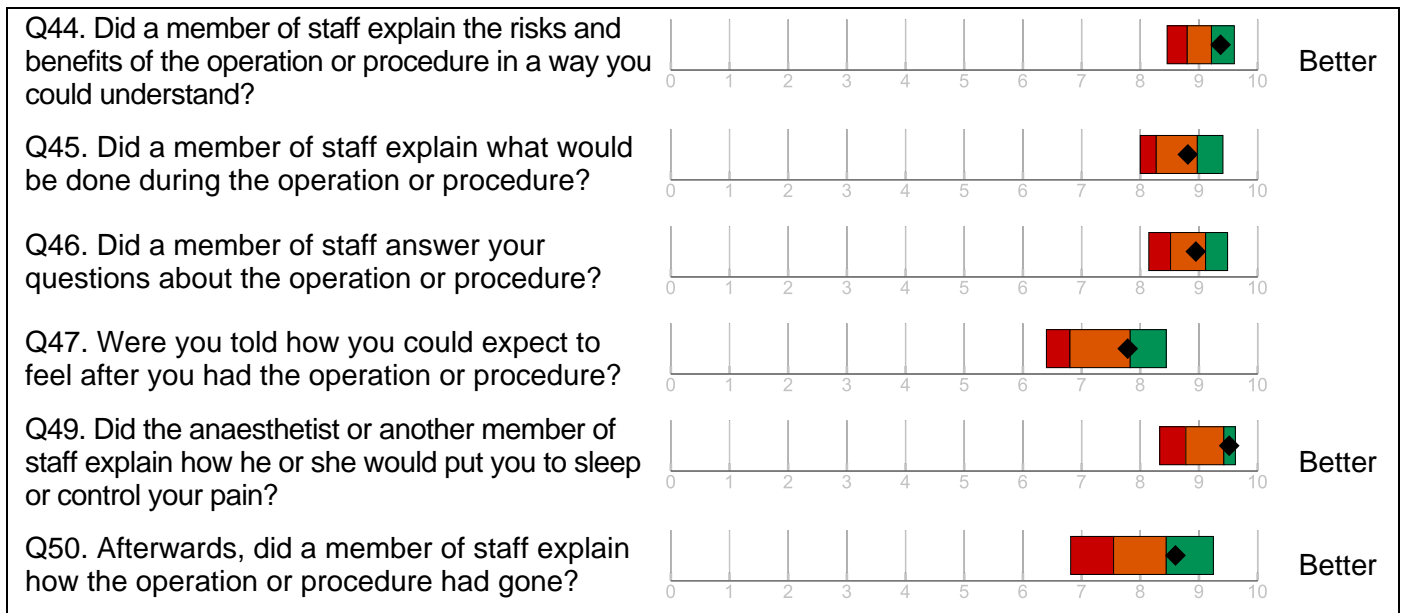 Q44. Did a member of staff explain the risks and
benefits of the operation or procedure in a way you
could understand?
0 1 2 3 4 5 6 7 8 9 10
Better
Q45. Did a member of staff explain what would
be done during the operation or procedure?
0 1 2 3 4 5 6 7 8 9 10
Q46. Did a member of staff answer your
questions about the operation or procedure?
0 1 2 3 4 5 6 7 8 9 10
Q47. Were you told how you could expect to
feel after you had the operation or procedure?
0 1 2 3 4 5 6 7 8 9 10
Q49. Did the anaesthetist or another member of
staff explain how he or she would put you to sleep
or control your pain?
0 1 2 3 4 5 6 7 8 9 10
Better
Q50. Afterwards, did a member of staff explain
how the operation or procedure had gone?
0 1 2 3 4 5 6 7 8 9 10
Better